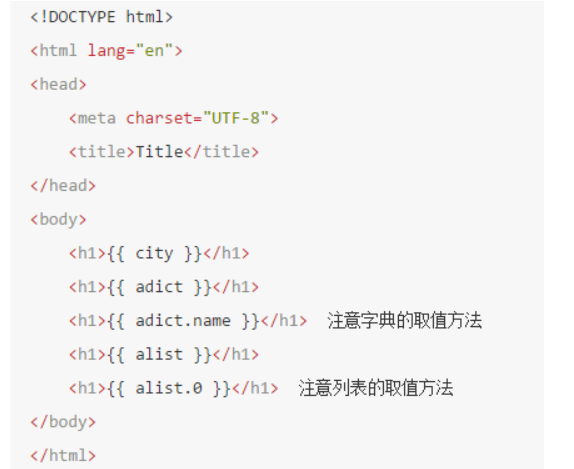 <!DOCTYPE html>
<html lang="en">
<head>
    <meta charset="UTF-8">
    <title>Title</title>
</head>
<body>
    <h1>{{ city }}</h1>
    <h1>{{ adict }}</h1>
    <h1>{{ adict.name }}</h1>  注意字典的取值方法
    <h1>{{ alist }}</h1>
    <h1>{{ alist.0 }}</h1>  注意列表的取值方法
</body>
</html>